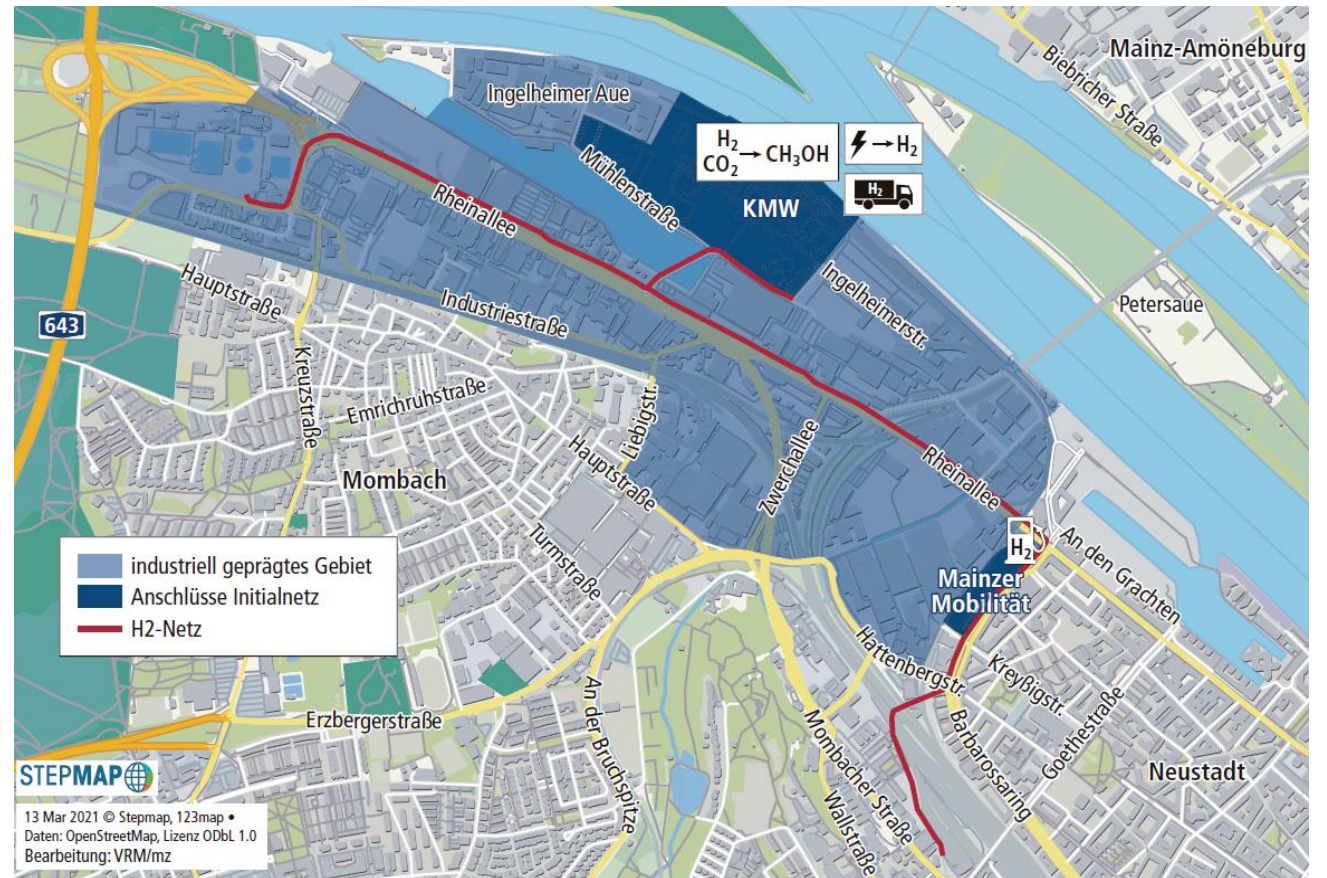 Mainz-Amöneburg
Biebricher Straße
Ingelheimer Aue
H₂
CO₂ → CH₃OH
→ H₂
H₂
Mühlenstraße
KMW
Rheinallee
Ingelheimerstr.
Petersaue
Hauptstraße
Industriestraße
643
Kreuzstraße
Emrichruhstraße
Liebigstr.
Hauptstraße
Zwerchallee
Rheinallee
Mombach
Turmstraße
An den Grachten
H₂
Mainzer
Mobilität
industriell geprägtes Gebiet
Anschlüsse Initialnetz
H2-Netz
Hattenbergstr.
Kreyßigstr.
Goethestraße
Barbarossaring
Erzbergerstraße
An der Bruchspitze
Mombacher Straße
Wallstraße
Neustadt
STEPMAP
13 Mar 2021 © Stepmap, 123map •
Daten: OpenStreetMap, Lizenz ODbL 1.0
Bearbeitung: VRM/mz